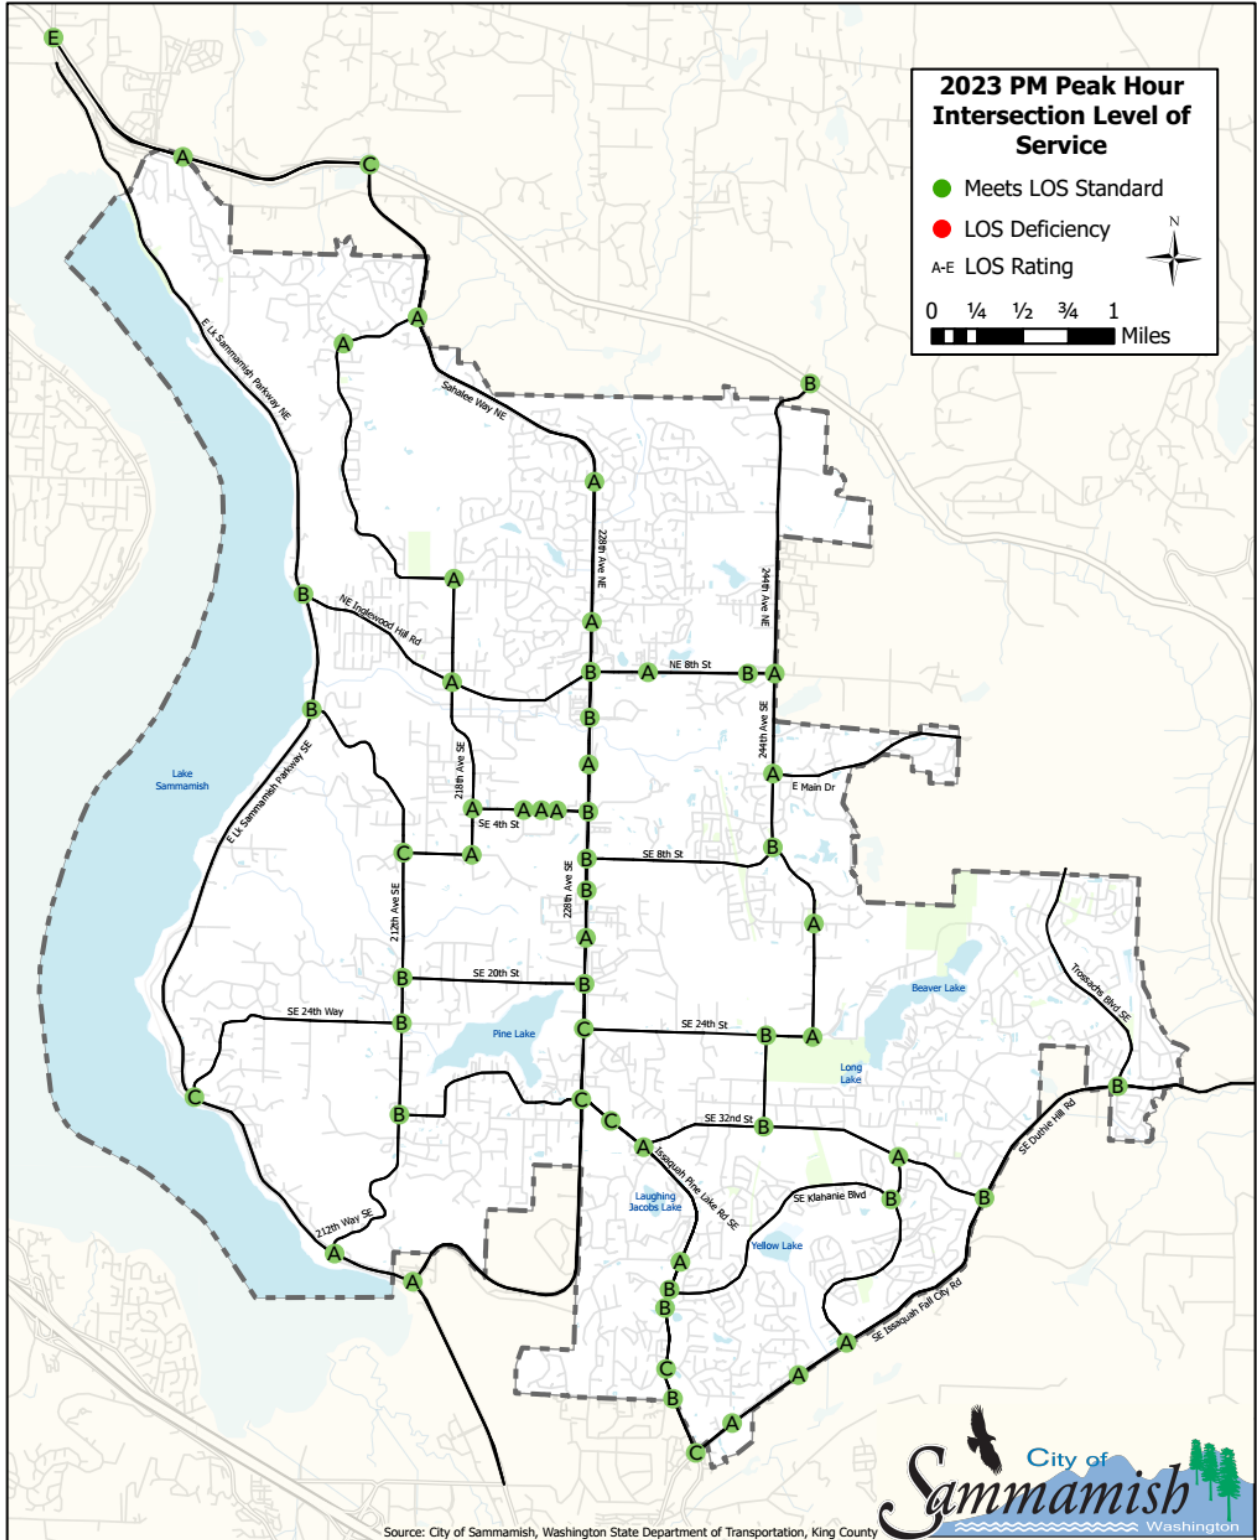 2023 PM Peak Hour
Intersection Level of
Service
Meets LOS Standard
LOS Deficiency
A-E LOS Rating
N
0 1/4 1/2 3/4 1
Miles
E
A
C
A
A
B
E Lk Sammamish Parkway NE
Sahalee Way NE
A
228th Ave NE
244th Ave NE
A
B
NE Inglewood Hill Rd
A
B A NE 8th St B A
A
B
B
244th Ave SE
218th Ave SE
A
A
E Main Dr
Lake
Sammamish
E Lk Sammamish Parkway SE
A A A A B
SE 4th St
C A
B SE 8th St B
228th Ave SE
B
212th Ave SE
A
A
B SE 20th St B
Beaver Lake
Trossachs Blvd SE
SE 24th Way B
Pine Lake
C SE 24th St B A
Long
Lake
B
C
C
B
C
SE 32nd St B
A
SE Duthie Hill Rd
Issaquah Pine Lake Rd SE
A
B
B
SE Klahanie Blvd
Laughing
Jacobs Lake
Yellow Lake
212th Way SE
A
A
A
B
B
SE Issaquah Fall City Rd
A
C
A
B
A
C
City of
Sammamish
Washington
Source: City of Sammamish, Washington State Department of Transportation, King County